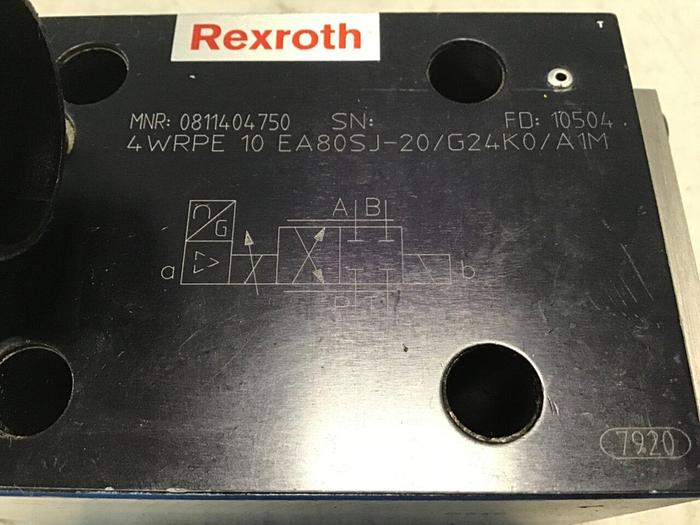 Rexroth
T
MNR: 0811404750 SN: FD: 10504
4WRPE 10 EA80SJ-20/G24K0/A1M
n/G
A B
a b
P
7920